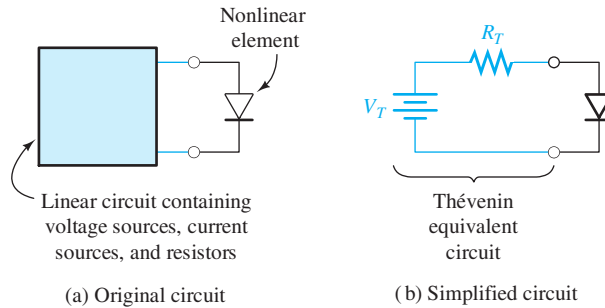 Nonlinear
element
R_T
V_T
Linear circuit containing
voltage sources, current
sources, and resistors
(a) Original circuit
Thévenin
equivalent
circuit
(b) Simplified circuit